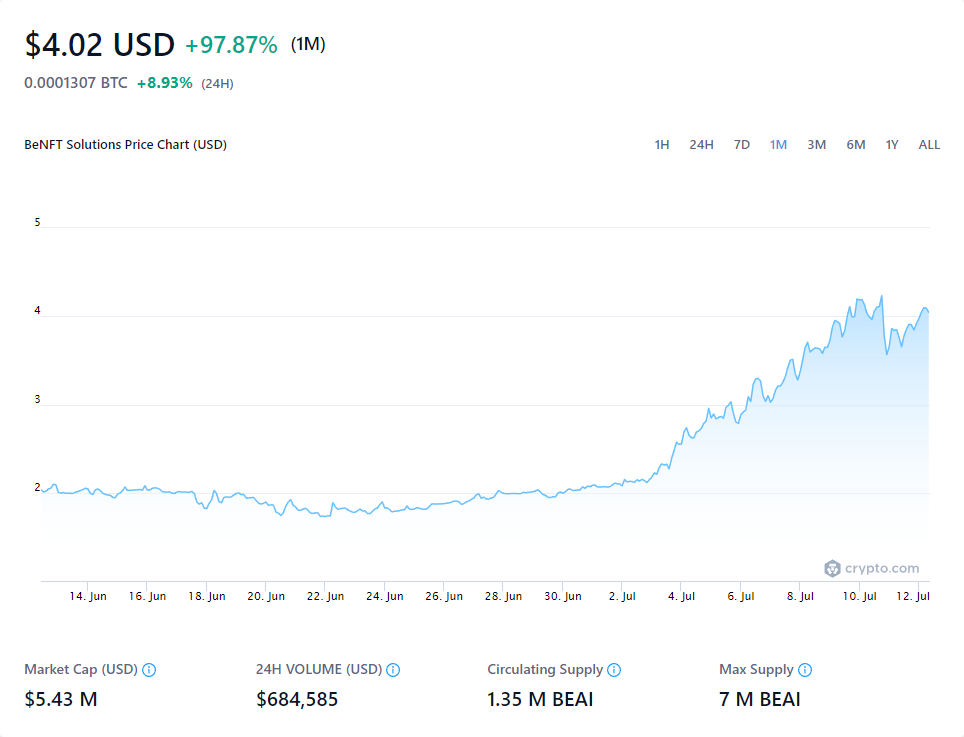 $4.02 USD +97.87% (1M)
0.0001307 BTC +8.93% (24H)
BeNFT Solutions Price Chart (USD) 1H 24H 7D 1M 3M 6M 1Y ALL
5
4
3
2
crypto.com
14. Jun 16. Jun 18. Jun 20. Jun 22. Jun 24. Jun 26. Jun 28. Jun 30. Jun 2. Jul 4. Jul 6. Jul 8. Jul 10. Jul 12. Jul
Market Cap (USD) 24H VOLUME (USD) Circulating Supply Max Supply
$5.43 M $684,585 1.35 M BEAI 7 M BEAI